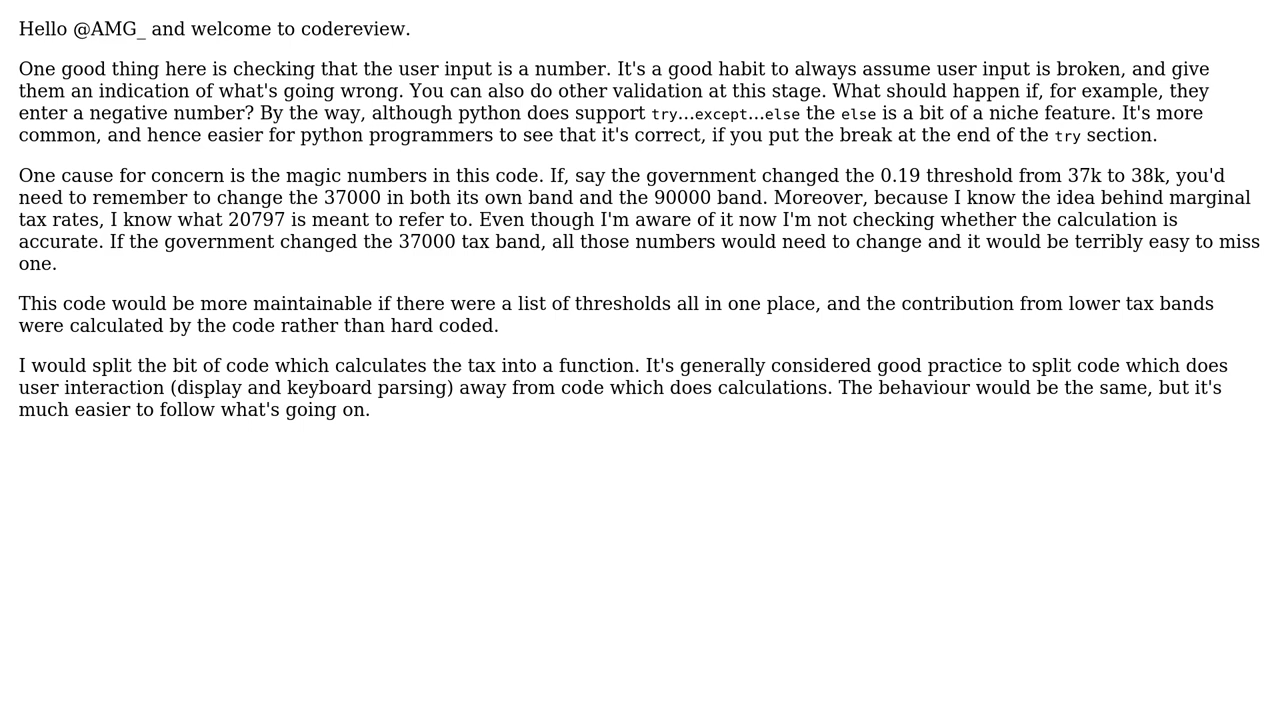 Hello @AMG_ and welcome to codereview.
One good thing here is checking that the user input is a number. It's a good habit to always assume user input is broken, and give
them an indication of what's going wrong. You can also do other validation at this stage. What should happen if, for example, they
enter a negative number? By the way, although python does support try...except...else the else is a bit of a niche feature. It's more
common, and hence easier for python programmers to see that it's correct, if you put the break at the end of the try section.
One cause for concern is the magic numbers in this code. If, say the government changed the 0.19 threshold from 37k to 38k, you'd
need to remember to change the 37000 in both its own band and the 90000 band. Moreover, because I know the idea behind marginal
tax rates, I know what 20797 is meant to refer to. Even though I'm aware of it now I'm not checking whether the calculation is
accurate. If the government changed the 37000 tax band, all those numbers would need to change and it would be terribly easy to miss
one.
This code would be more maintainable if there were a list of thresholds all in one place, and the contribution from lower tax bands
were calculated by the code rather than hard coded.
I would split the bit of code which calculates the tax into a function. It's generally considered good practice to split code which does
user interaction (display and keyboard parsing) away from code which does calculations. The behaviour would be the same, but it's
much easier to follow what's going on.